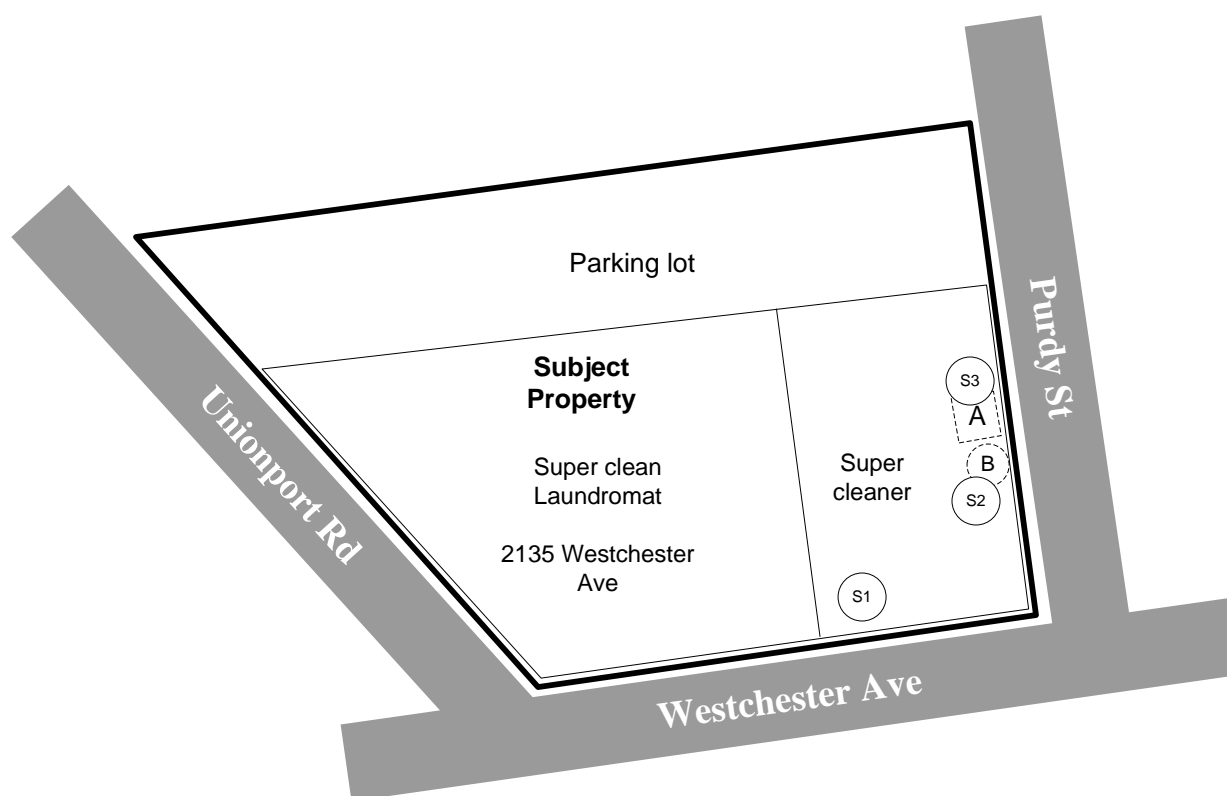 Parking lot
Subject
Property
Super clean
Laundromat
2135 Westchester
Ave
Super
cleaner
S3
A
B
S2
S1
Unionport Rd
Purdy St
Westchester Ave